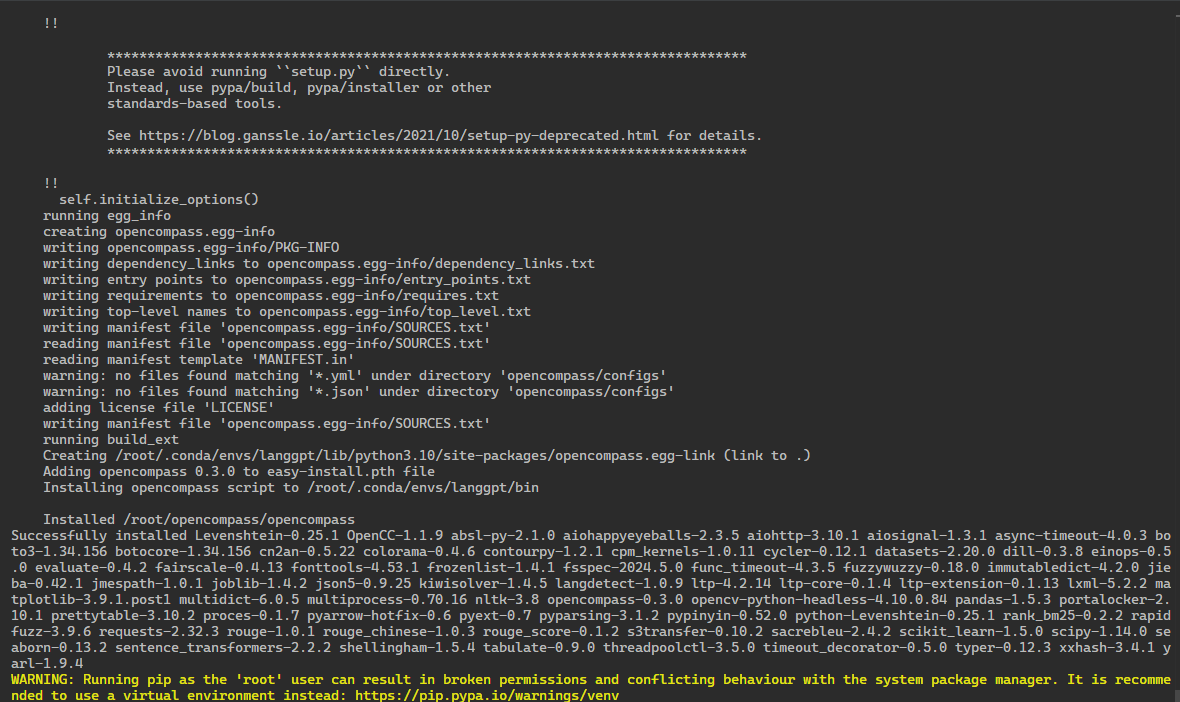 !!
********************************************************************************
Please avoid running ``setup.py`` directly.
Instead, use pypa/build, pypa/installer or other
standards-based tools.
See https://blog.ganssle.io/articles/2021/10/setup-py-deprecated.html for details.
********************************************************************************
!!
self.initialize_options()
running egg_info
creating opencompass.egg-info
writing opencompass.egg-info/PKG-INFO
writing dependency_links to opencompass.egg-info/dependency_links.txt
writing entry points to opencompass.egg-info/entry_points.txt
writing requirements to opencompass.egg-info/requires.txt
writing top-level names to opencompass.egg-info/top_level.txt
writing manifest file 'opencompass.egg-info/SOURCES.txt'
reading manifest file 'opencompass.egg-info/SOURCES.txt'
reading manifest template 'MANIFEST.in'
warning: no files found matching '*.yml' under directory 'opencompass/configs'
warning: no files found matching '*.json' under directory 'opencompass/configs'
adding license file 'LICENSE'
writing manifest file 'opencompass.egg-info/SOURCES.txt'
running build_ext
Creating /root/.conda/envs/langgpt/lib/python3.10/site-packages/opencompass.egg-link (link to .)
Adding opencompass 0.3.0 to easy-install.pth file
Installing opencompass script to /root/.conda/envs/langgpt/bin
Installed /root/opencompass/opencompass
Successfully installed Levenshtein-0.25.1 OpenCC-1.1.9 absl-py-2.1.0 aiohappyeyeballs-2.3.5 aiohttp-3.10.1 aiosignal-1.3.1 async-timeout-4.0.3 bo
to3-1.34.156 botocore-1.34.156 cn2an-0.5.22 colorama-0.4.6 contourpy-1.2.1 cpm_kernels-1.0.11 cycler-0.12.1 datasets-2.20.0 dill-0.3.8 einops-0.5
.0 evaluate-0.4.2 fairscale-0.4.13 fonttools-4.53.1 frozenlist-1.4.1 fsspec-2024.5.0 func_timeout-4.3.5 fuzzywuzzy-0.18.0 immutabledict-4.2.0 jie
ba-0.42.1 jmespath-1.0.1 joblib-1.4.2 json5-0.9.25 kiwisolver-1.4.5 langdetect-1.0.9 ltp-4.2.14 ltp-core-0.1.4 ltp-extension-0.1.13 lxml-5.2.2 ma
tplotlib-3.9.1.post1 multidict-6.0.5 multiprocess-0.70.16 nltk-3.8 opencompass-0.3.0 opencv-python-headless-4.10.0.84 pandas-1.5.3 portalocker-2.
10.1 prettytable-3.10.2 proces-0.1.7 pyarrow-hotfix-0.6 pyext-0.7 pyparsing-3.1.2 pypinyin-0.52.0 python-Levenshtein-0.25.1 rank_bm25-0.2.2 rapid
fuzz-3.9.6 requests-2.32.3 rouge-1.0.1 rouge_chinese-1.0.3 rouge_score-0.1.2 s3transfer-0.10.2 sacrebleu-2.4.2 scikit_learn-1.5.0 scipy-1.14.0 se
aborn-0.13.2 sentence_transformers-2.2.2 shellingham-1.5.4 tabulate-0.9.0 threadpoolctl-3.5.0 timeout_decorator-0.5.0 typer-0.12.3 xxhash-3.4.1 y
arl-1.9.4
WARNING: Running pip as the 'root' user can result in broken permissions and conflicting behaviour with the system package manager. It is recomme
nded to use a virtual environment instead: https://pip.pypa.io/warnings/venv